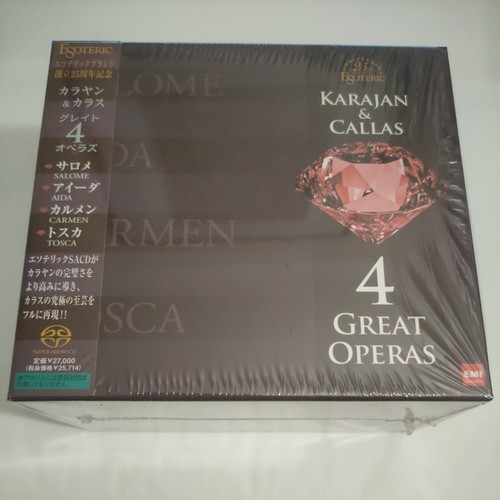 ESOTERIC
エソテリックブランド
創立25周年記念
カラヤン
&カラス
グレイト
4
オペラズ
サロメ
SALOME
アイーダ
AIDA
カルメン
CARMEN
トスカ
TOSCA
エソテリックSACDが
カラヤンの完璧さを
より高みに導き、
カラスの究極の至芸を
フルに再現!!
SUPER AUDIO CD
定価¥27,000
(税抜価格¥25,714)
SALOME
AIDA
CARMEN
TOSCA
ESOTERIC
KARAJAN
& CALLAS
4
GREAT
OPERAS
EMI